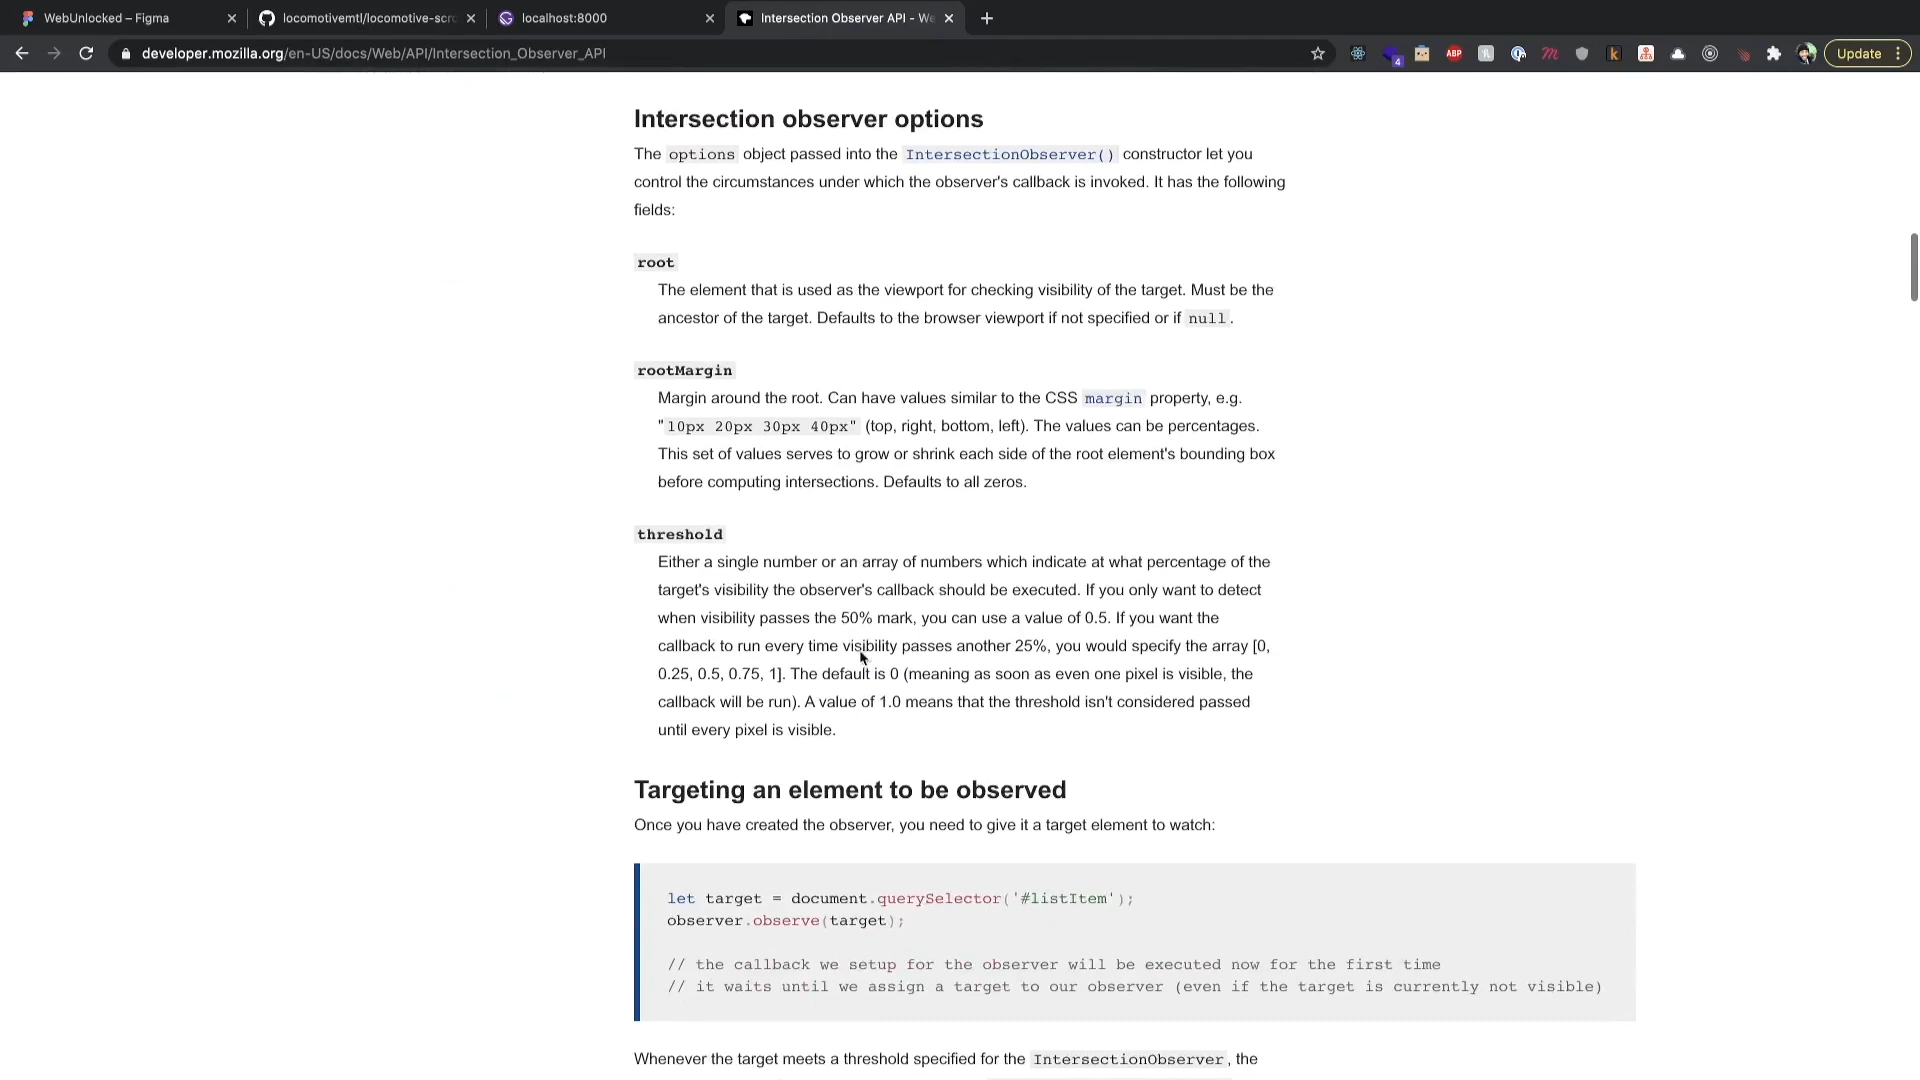 WebUnlocked – Figma
locomotivemtl/locomotive-scro
localhost:8000
Intersection Observer API - We
developer.mozilla.org/en-US/docs/Web/API/Intersection_Observer_API
4
ABP
Update
Intersection observer options
The options object passed into the IntersectionObserver() constructor let you
control the circumstances under which the observer's callback is invoked. It has the following
fields:
root
The element that is used as the viewport for checking visibility of the target. Must be the
ancestor of the target. Defaults to the browser viewport if not specified or if null.
rootMargin
Margin around the root. Can have values similar to the CSS margin property, e.g.
"10px 20px 30px 40px" (top, right, bottom, left). The values can be percentages.
This set of values serves to grow or shrink each side of the root element's bounding box
before computing intersections. Defaults to all zeros.
threshold
Either a single number or an array of numbers which indicate at what percentage of the
target's visibility the observer's callback should be executed. If you only want to detect
when visibility passes the 50% mark, you can use a value of 0.5. If you want the
callback to run every time visibility passes another 25%, you would specify the array [0,
0.25, 0.5, 0.75, 1]. The default is 0 (meaning as soon as even one pixel is visible, the
callback will be run). A value of 1.0 means that the threshold isn't considered passed
until every pixel is visible.
Targeting an element to be observed
Once you have created the observer, you need to give it a target element to watch:
let target = document.querySelector('#listItem');
observer.observe(target);
// the callback we setup for the observer will be executed now for the first time
// it waits until we assign a target to our observer (even if the target is currently not visible)
Whenever the target meets a threshold specified for the IntersectionObserver, the